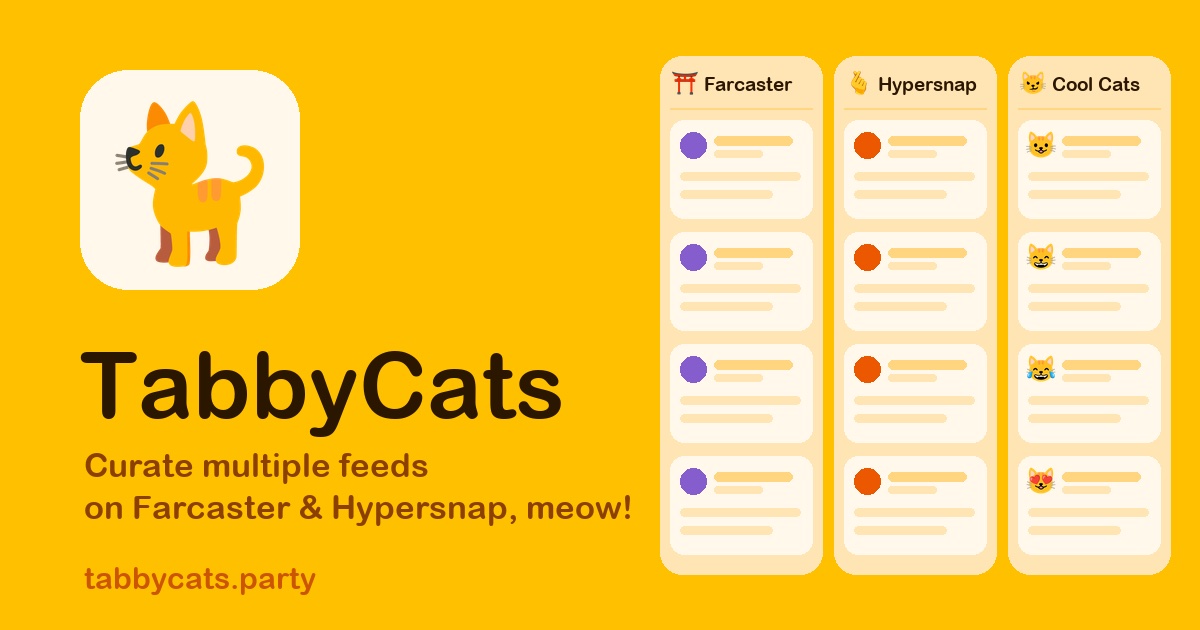 TabbyCats
Curate multiple feeds
on Farcaster & Hypersnap, meow!
tabbycats.party
Farcaster
Hypersnap
Cool Cats